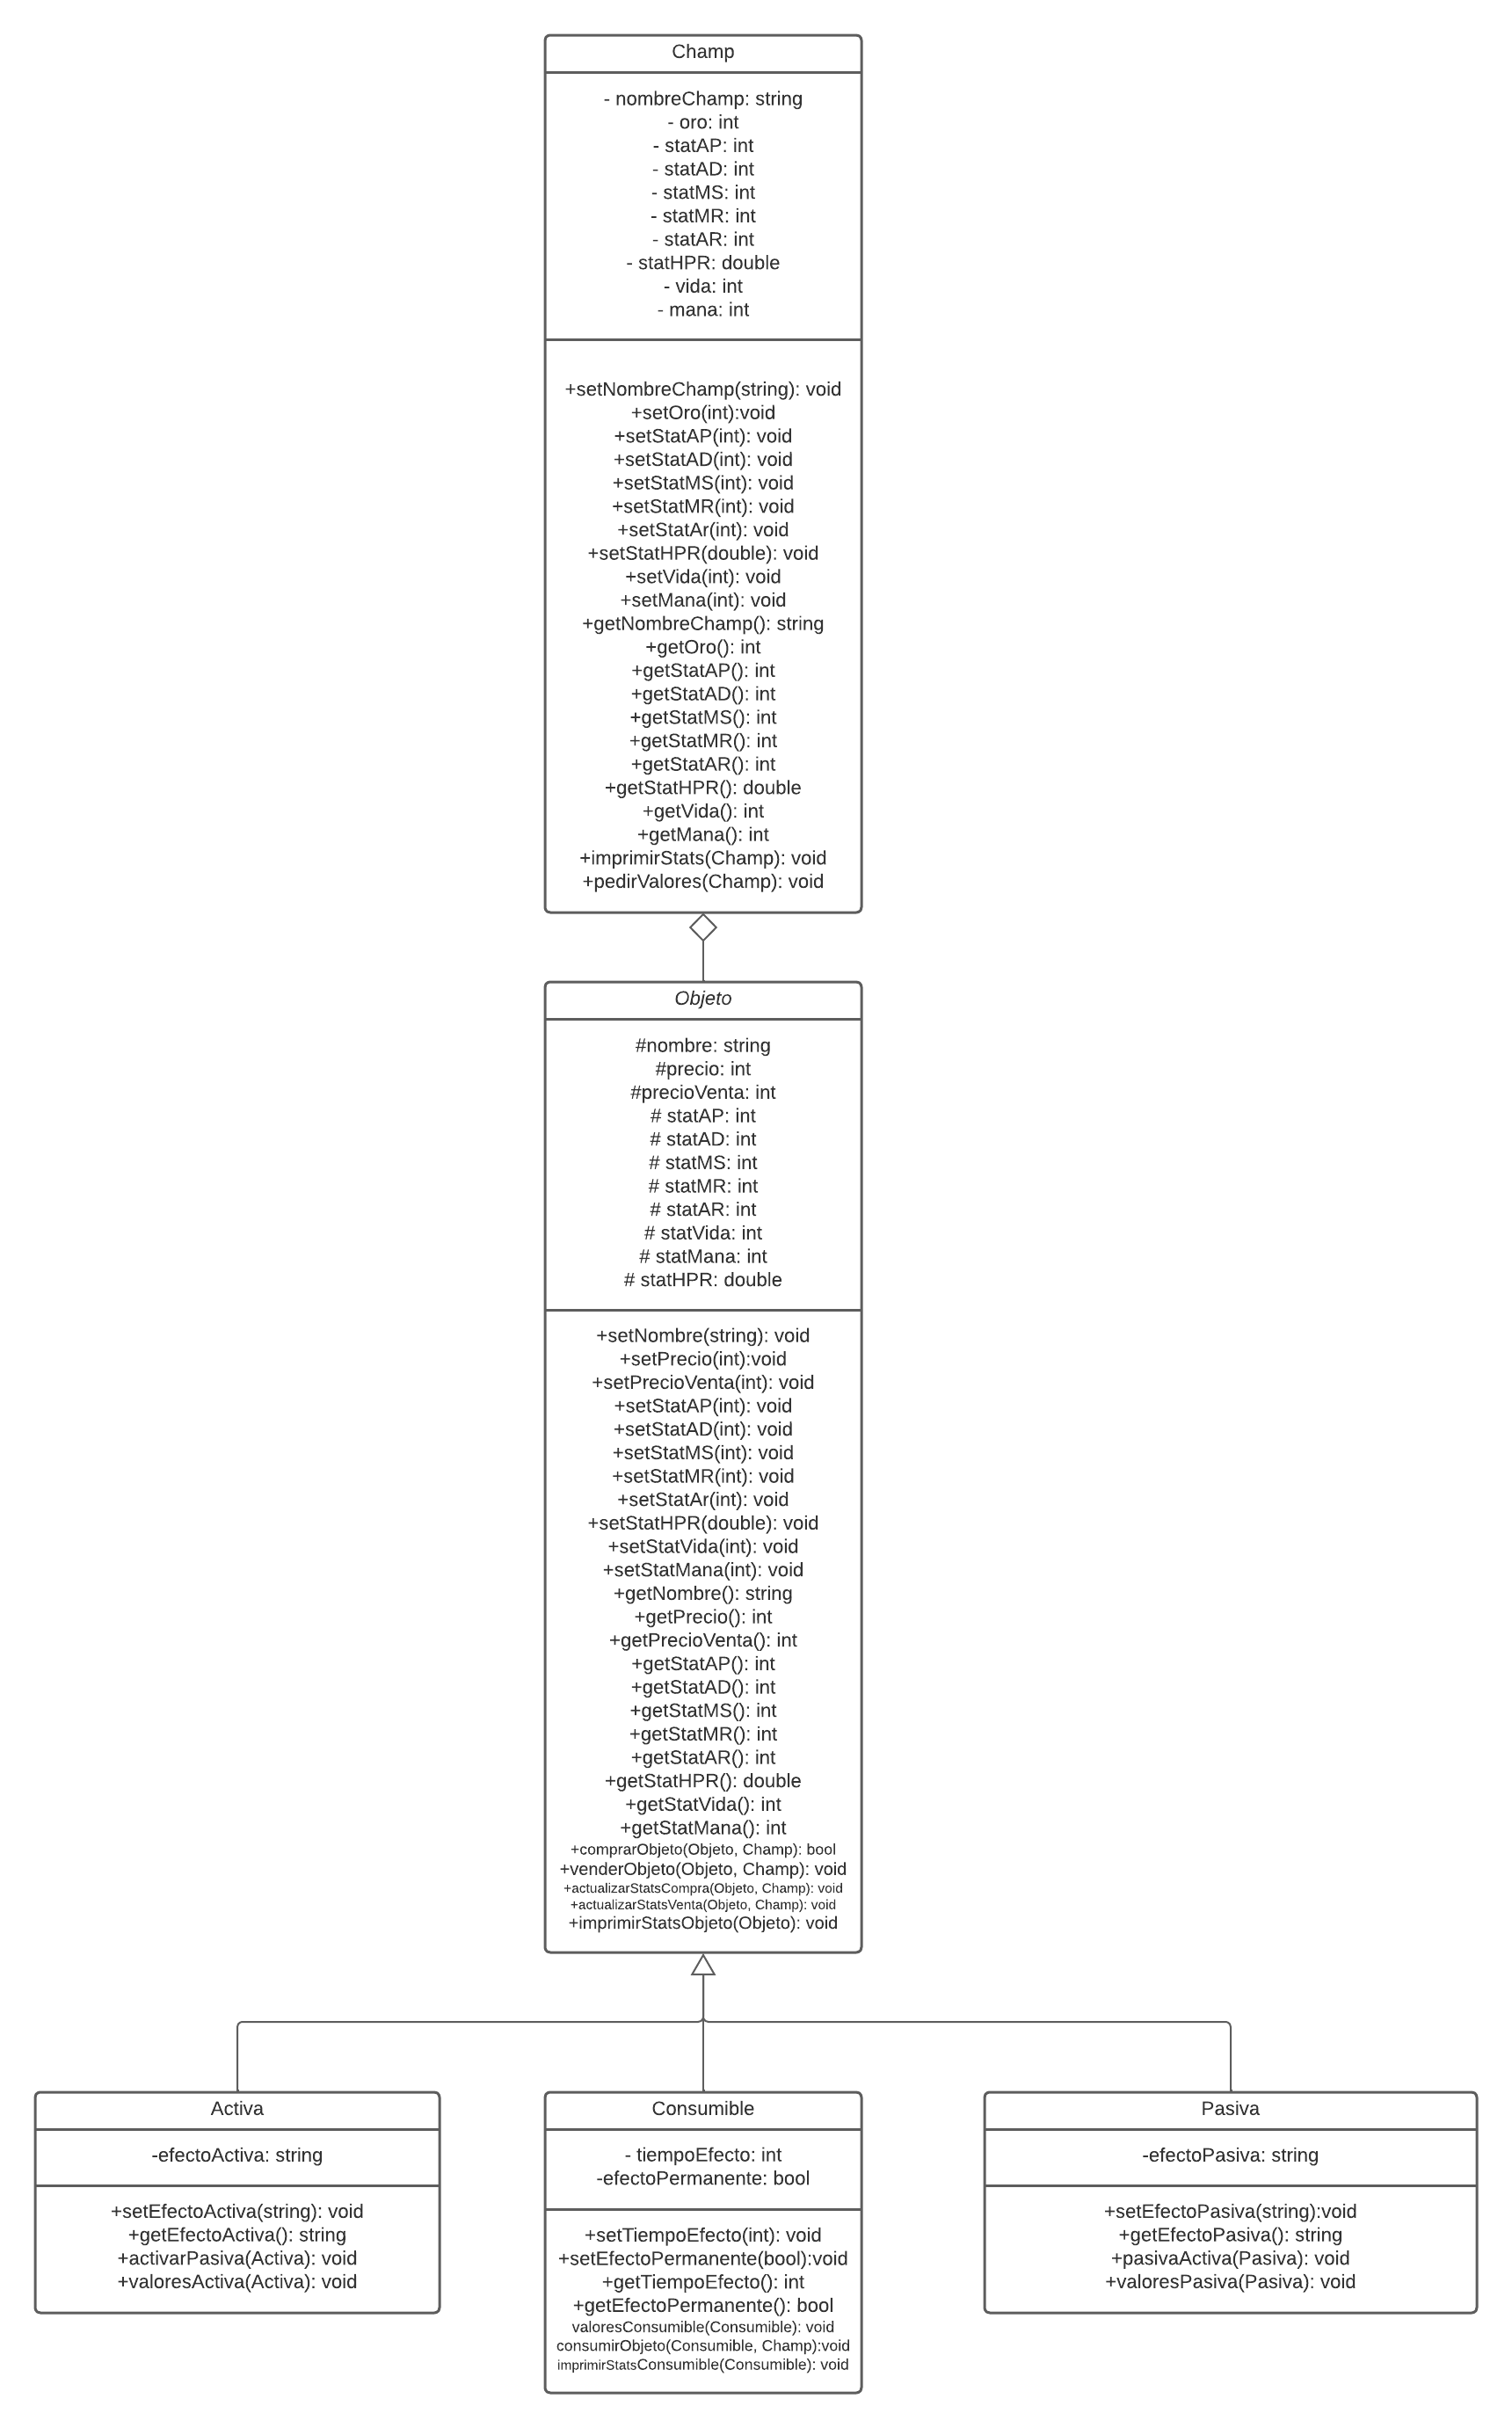 Champ
- nombreChamp: string
- oro: int
- statAP: int
- statAD: int
- statMS: int
- statMR: int
- statAR: int
- statHPR: double
- vida: int
- mana: int
+setNombreChamp(string): void
+setOro(int):void
+setStatAP(int): void
+setStatAD(int): void
+setStatMS(int): void
+setStatMR(int): void
+setStatAr(int): void
+setStatHPR(double): void
+setVida(int): void
+setMana(int): void
+getNombreChamp(): string
+getOro(): int
+getStatAP(): int
+getStatAD(): int
+getStatMS(): int
+getStatMR(): int
+getStatAR(): int
+getStatHPR(): double
+getVida(): int
+getMana(): int
+imprimirStats(Champ): void
+pedirValores(Champ): void
Objeto
#nombre: string
#precio: int
#precioVenta: int
# statAP: int
# statAD: int
# statMS: int
# statMR: int
# statAR: int
# statVida: int
# statMana: int
# statHPR: double
+setNombre(string): void
+setPrecio(int):void
+setPrecioVenta(int): void
+setStatAP(int): void
+setStatAD(int): void
+setStatMS(int): void
+setStatMR(int): void
+setStatAr(int): void
+setStatHPR(double): void
+setStatVida(int): void
+setStatMana(int): void
+getNombre(): string
+getPrecio(): int
+getPrecioVenta(): int
+getStatAP(): int
+getStatAD(): int
+getStatMS(): int
+getStatMR(): int
+getStatAR(): int
+getStatHPR(): double
+getStatVida(): int
+getStatMana(): int
+comprarObjeto(Objeto, Champ): bool
+venderObjeto(Objeto, Champ): void
+actualizarStatsCompra(Objeto, Champ): void
+actualizarStatsVenta(Objeto, Champ): void
+imprimirStatsObjeto(Objeto): void
Activa
-efectoActiva: string
+setEfectoActiva(string): void
+getEfectoActiva(): string
+activarPasiva(Activa): void
+valoresActiva(Activa): void
Consumible
- tiempoEfecto: int
-efectoPermanente: bool
+setTiempoEfecto(int): void
+setEfectoPermanente(bool):void
+getTiempoEfecto(): int
+getEfectoPermanente(): bool
valoresConsumible(Consumible): void
consumirObjeto(Consumible, Champ):void
imprimirStatsConsumible(Consumible): void
Pasiva
-efectoPasiva: string
+setEfectoPasiva(string):void
+getEfectoPasiva(): string
+pasivaActiva(Pasiva): void
+valoresPasiva(Pasiva): void